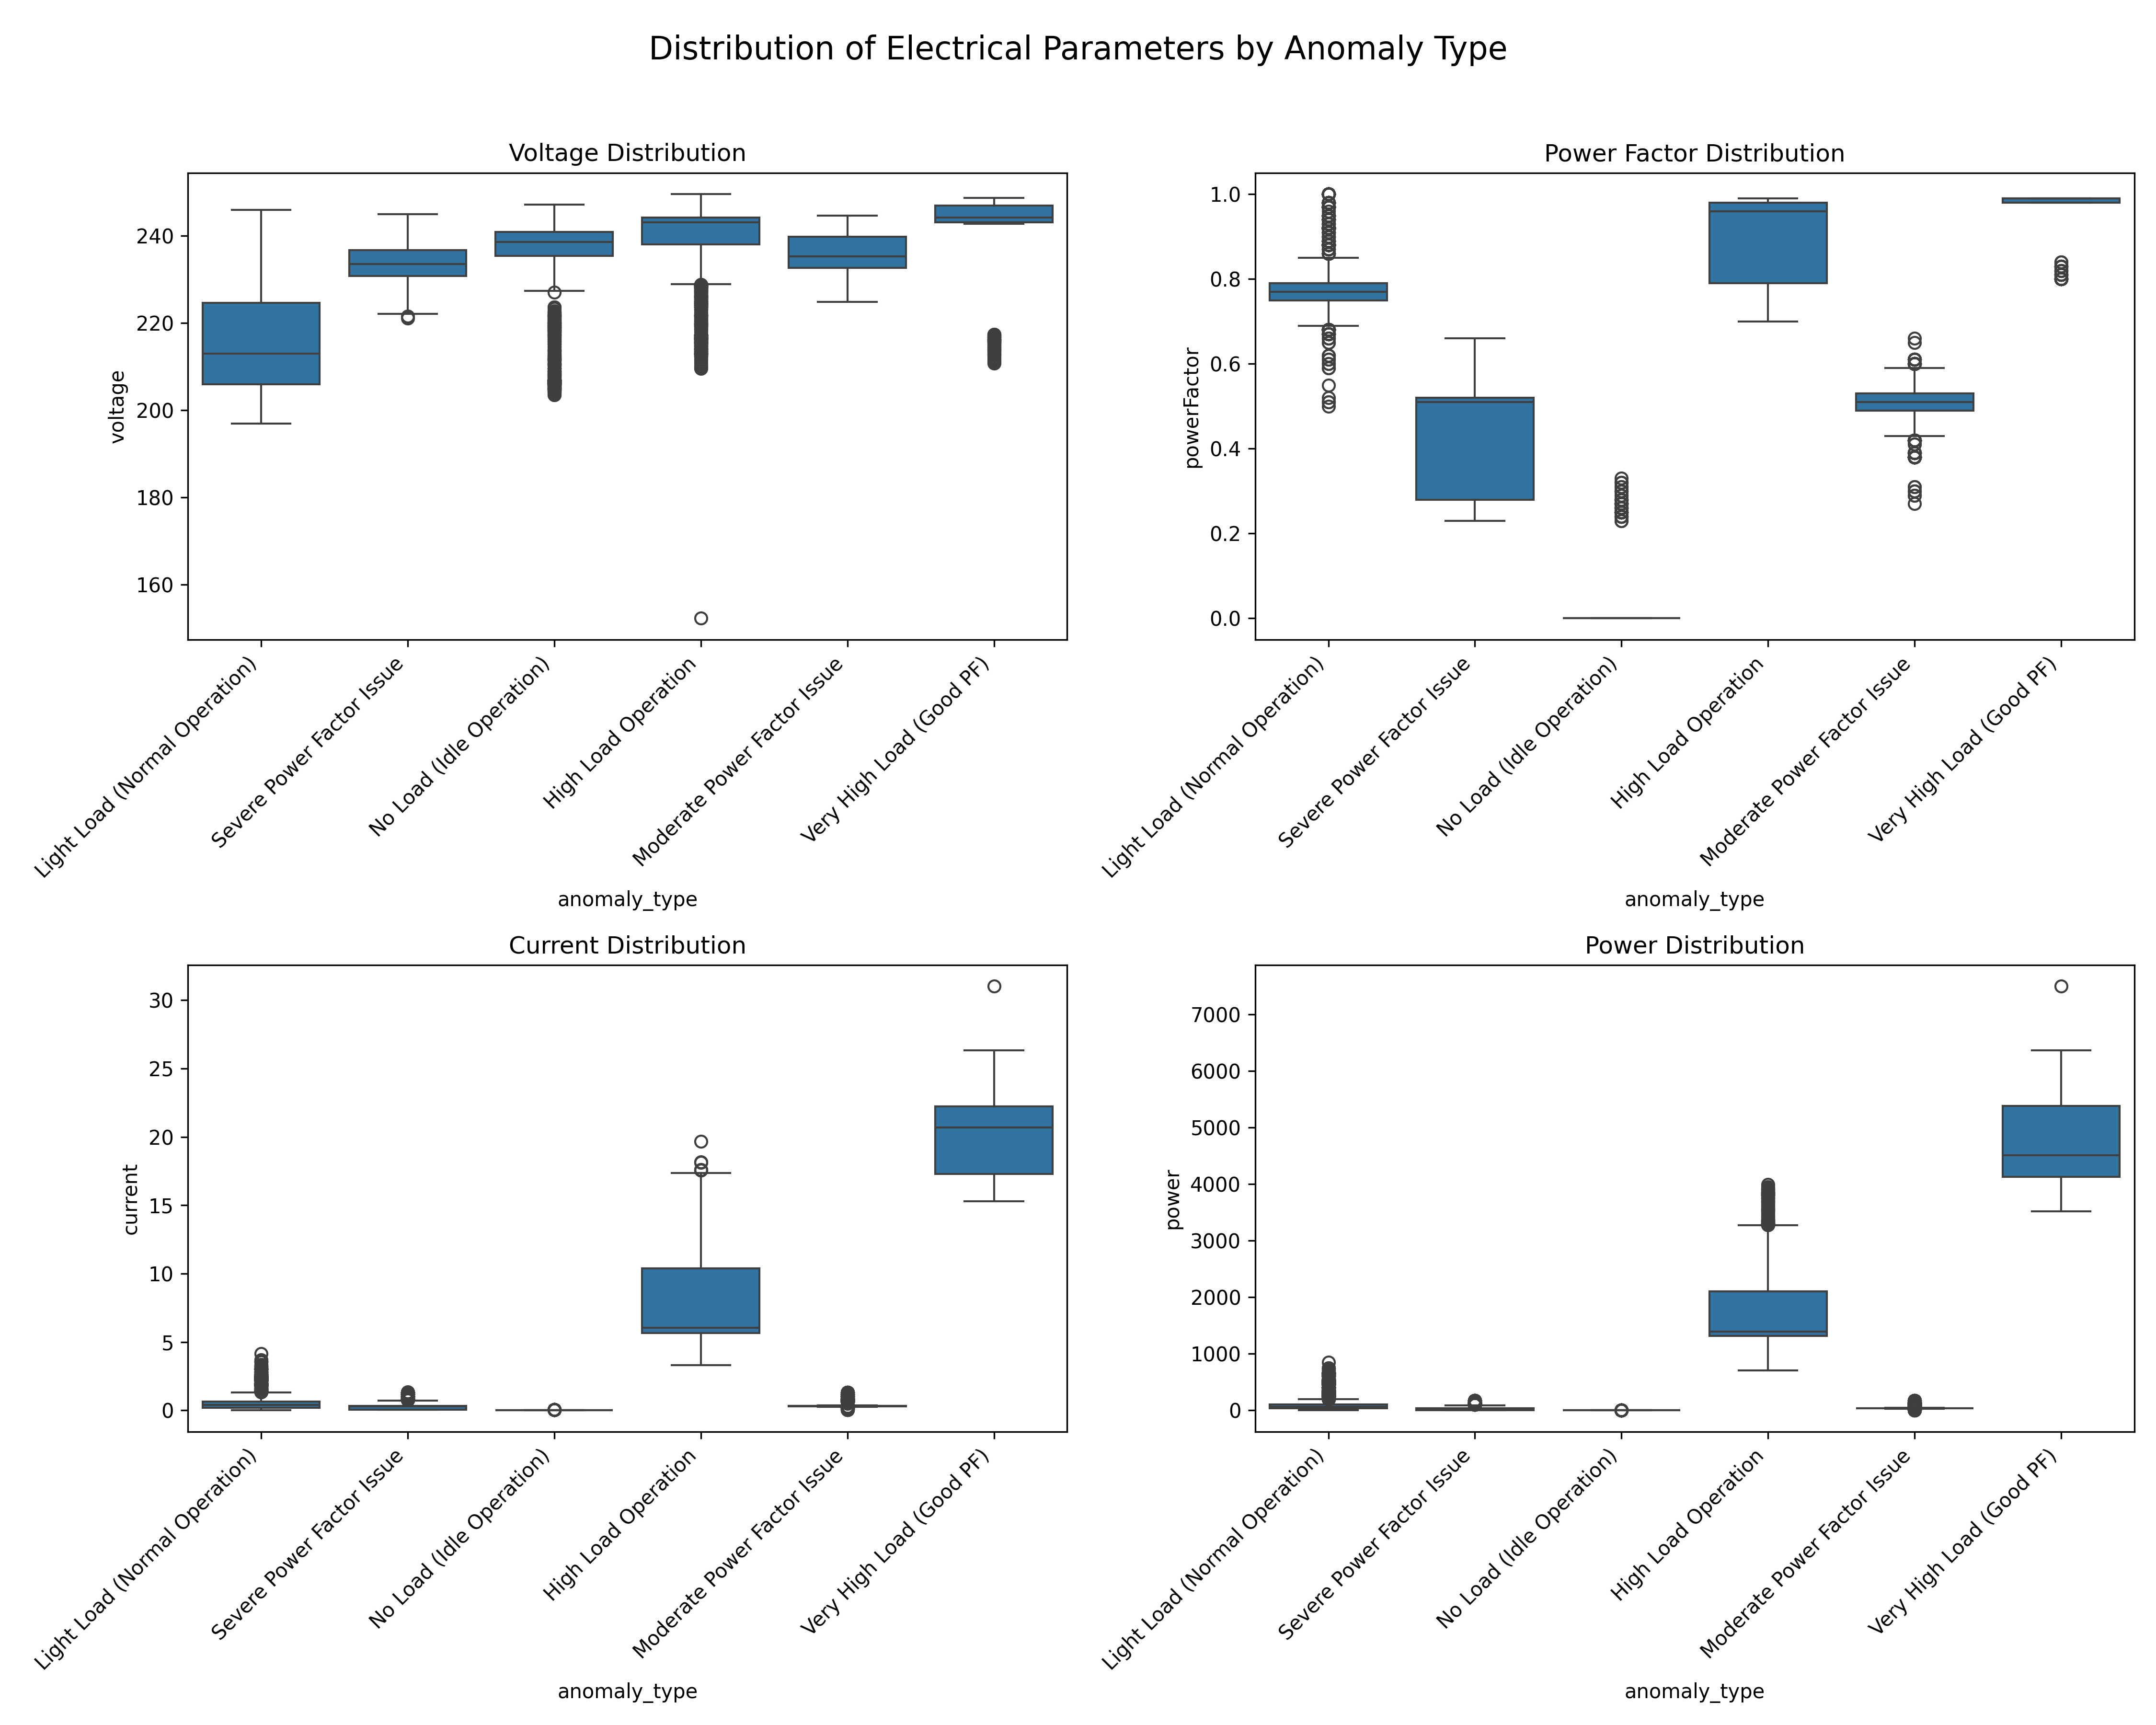 Distribution of Electrical Parameters by Anomaly Type
Voltage Distribution
voltage
240
220
200
180
160
Light Load (Normal Operation)
Severe Power Factor Issue
No Load (Idle Operation)
High Load Operation
Moderate Power Factor Issue
Very High Load (Good PF)
anomaly_type
Power Factor Distribution
powerFactor
1.0
0.8
0.6
0.4
0.2
0.0
Light Load (Normal Operation)
Severe Power Factor Issue
No Load (Idle Operation)
High Load Operation
Moderate Power Factor Issue
Very High Load (Good PF)
anomaly_type
Current Distribution
current
30
25
20
15
10
5
0
Light Load (Normal Operation)
Severe Power Factor Issue
No Load (Idle Operation)
High Load Operation
Moderate Power Factor Issue
Very High Load (Good PF)
anomaly_type
Power Distribution
power
7000
6000
5000
4000
3000
2000
1000
0
Light Load (Normal Operation)
Severe Power Factor Issue
No Load (Idle Operation)
High Load Operation
Moderate Power Factor Issue
Very High Load (Good PF)
anomaly_type